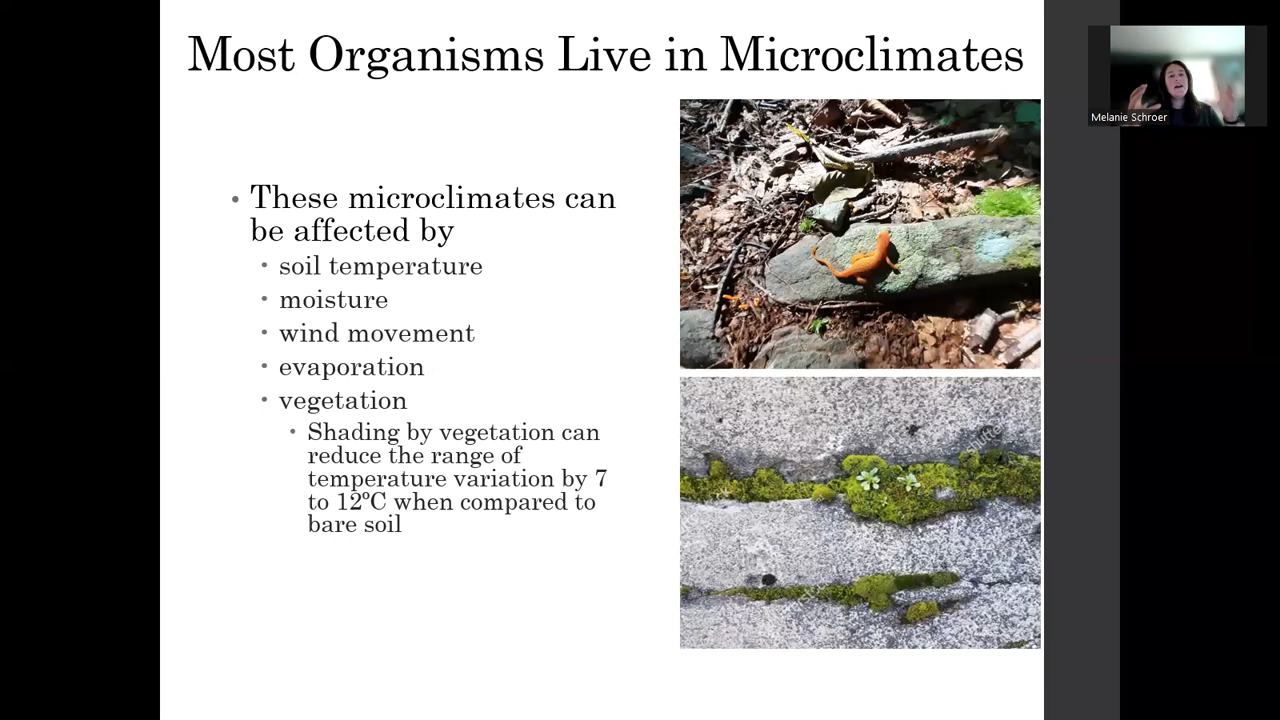 Most Organisms Live in Microclimates
Melanie Schroer
• These microclimates can
be affected by
• soil temperature
• moisture
• wind movement
• evaporation
• vegetation
• Shading by vegetation can
reduce the range of
temperature variation by 7
to 12ºC when compared to
bare soil